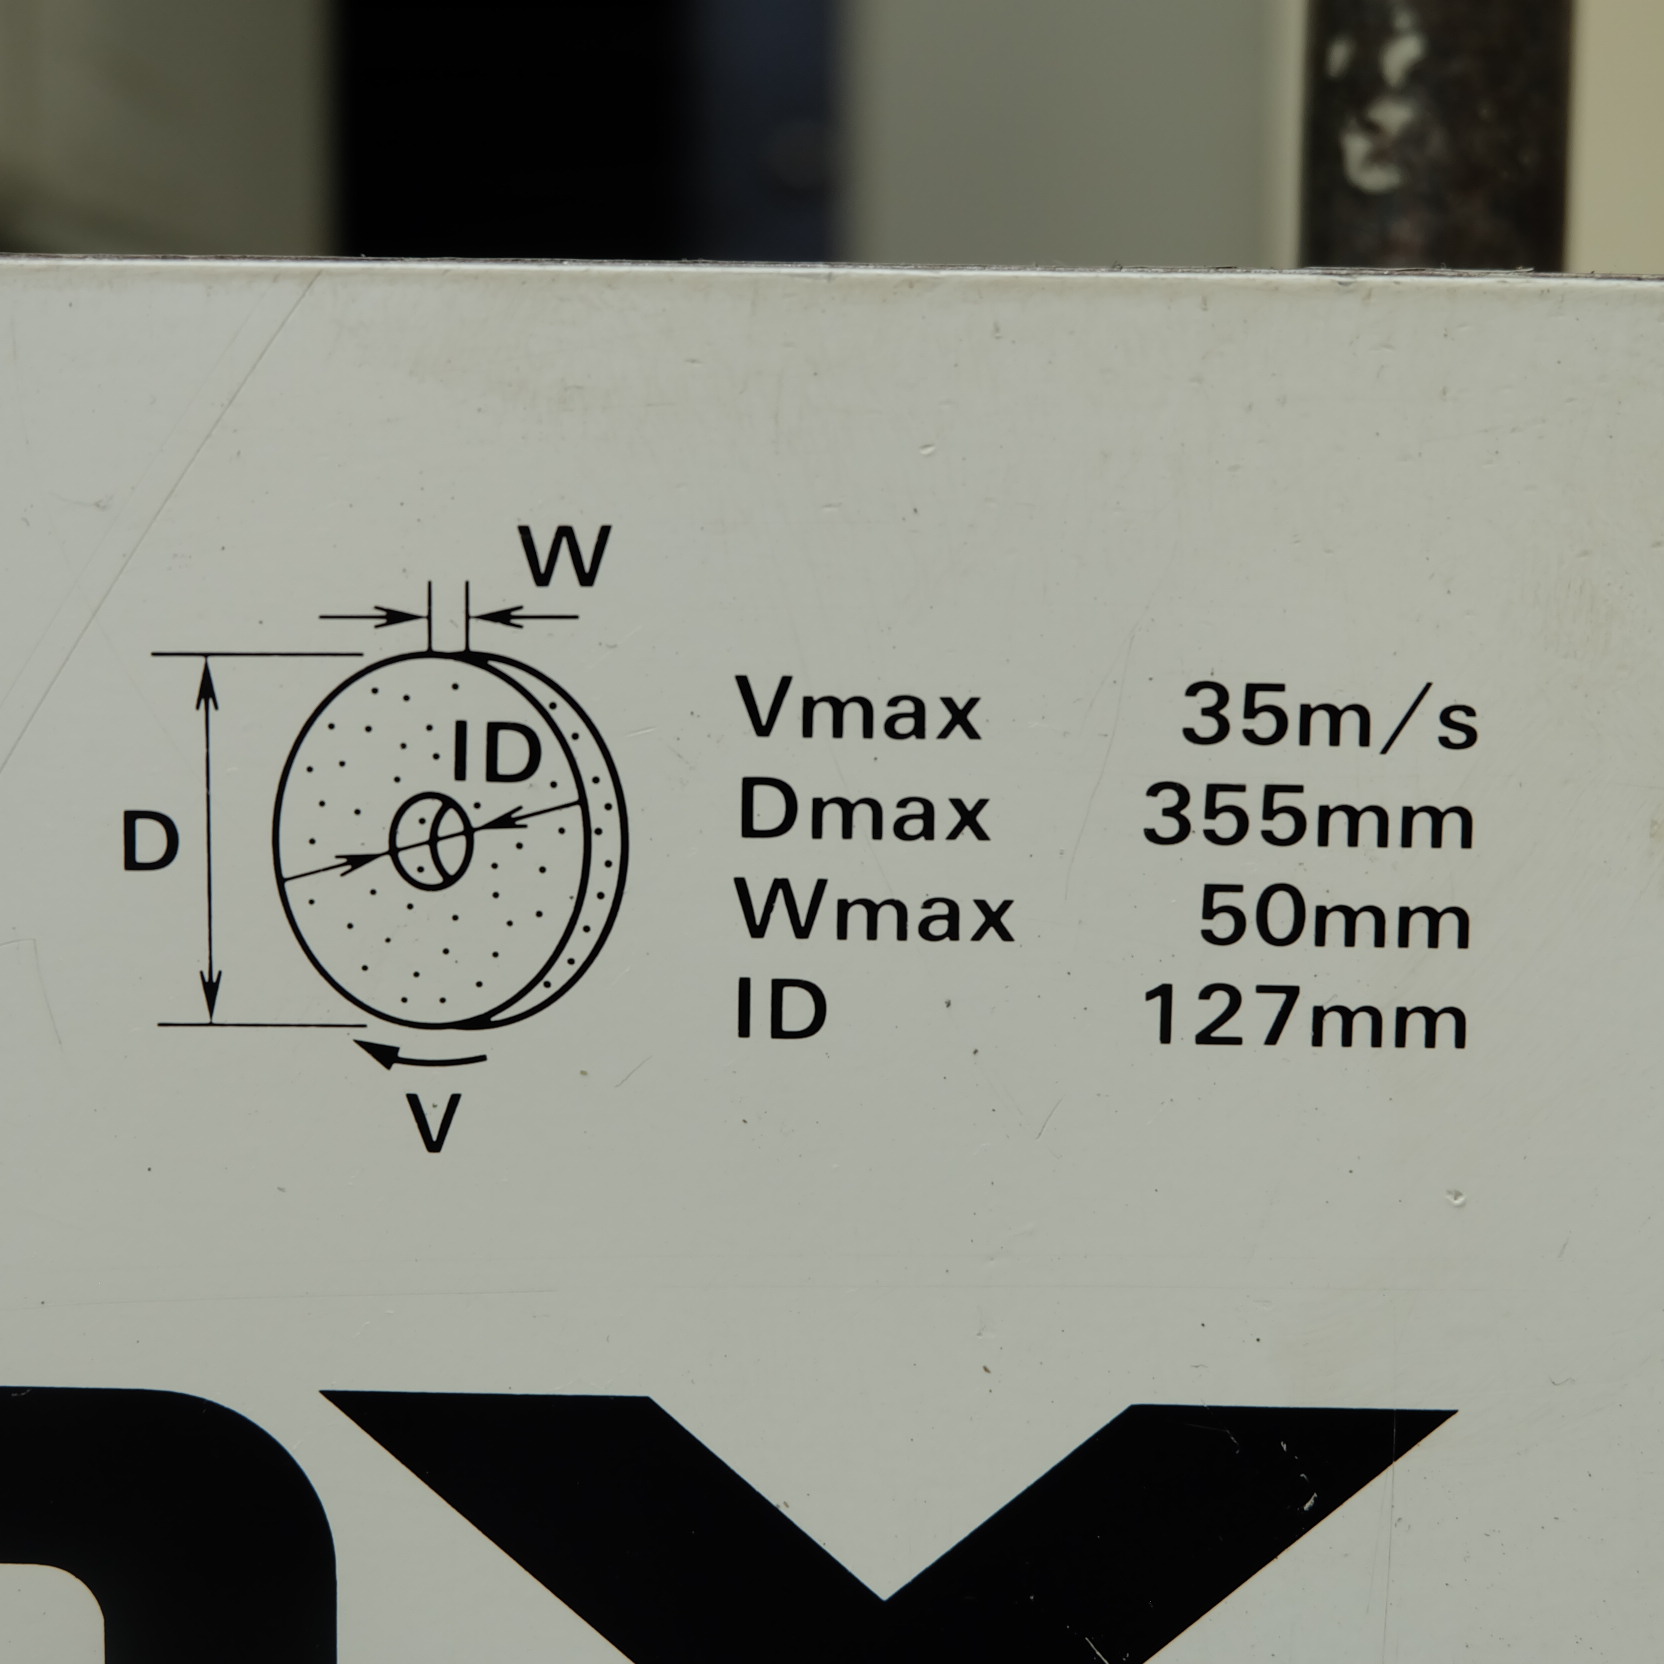 W
ID
D
V
Vmax 35m/s
Dmax 355mm
Wmax 50mm
ID 127mm